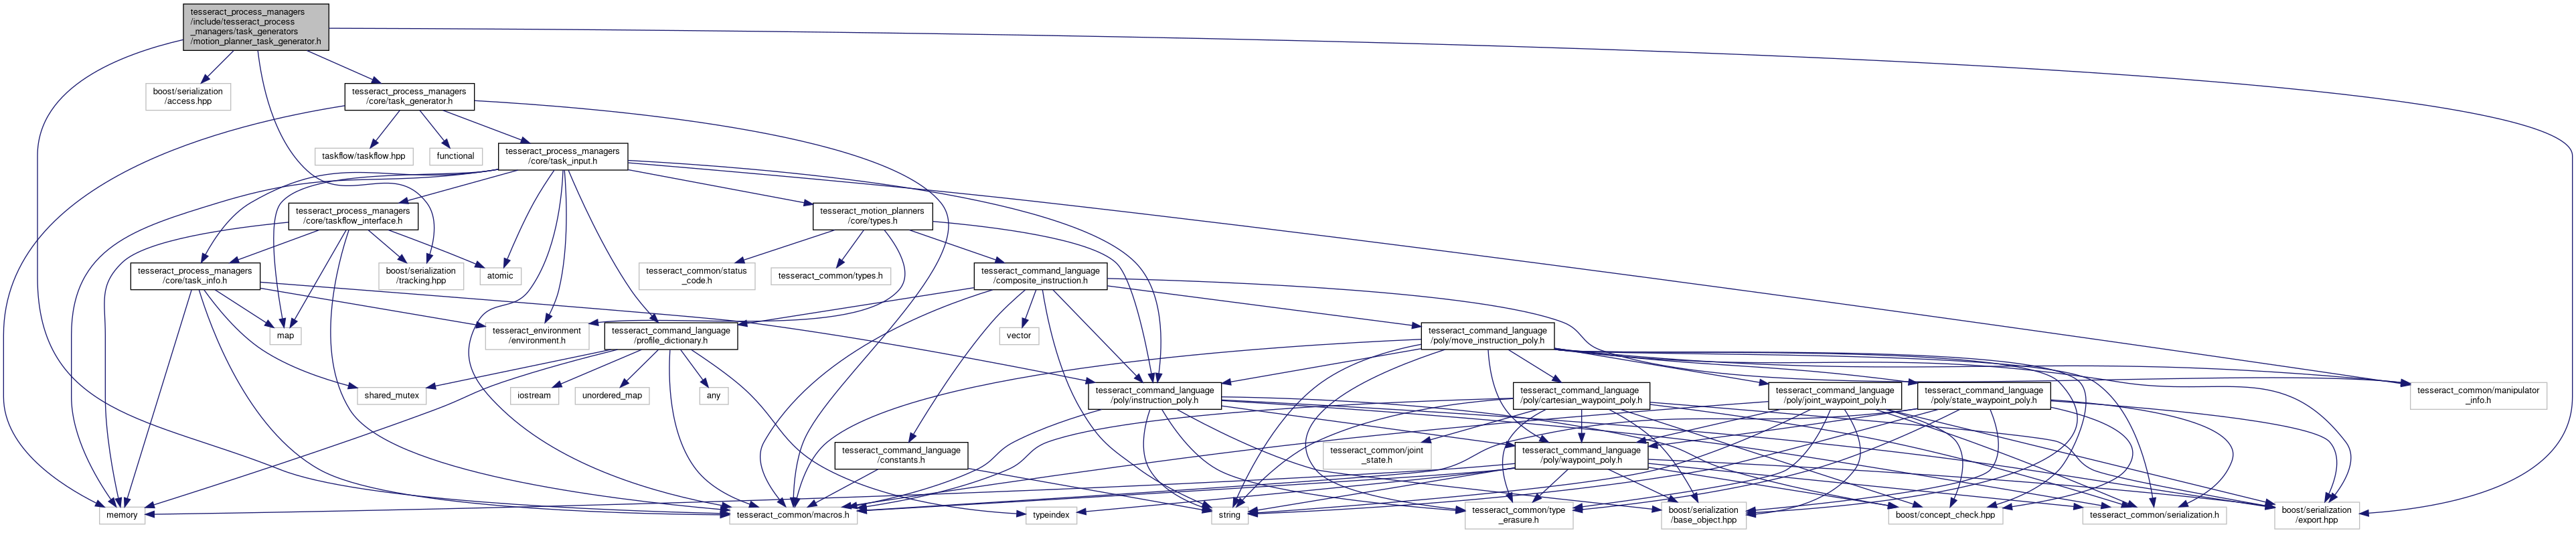 tesseract_process_managers
/include/tesseract_process
_managers/task_generators
/motion_planner_task_generator.h
boost/serialization
/access.hpp
tesseract_process_managers
/core/task_generator.h
taskflow/taskflow.hpp
functional
tesseract_process_managers
/core/task_input.h
tesseract_process_managers
/core/taskflow_interface.h
tesseract_motion_planners
/core/types.h
tesseract_process_managers
/core/task_info.h
boost/serialization
/tracking.hpp
atomic
tesseract_common/status
_code.h
tesseract_common/types.h
tesseract_command_language
/composite_instruction.h
map
tesseract_environment
/environment.h
tesseract_command_language
/profile_dictionary.h
vector
tesseract_command_language
/poly/move_instruction_poly.h
shared_mutex
iostream
unordered_map
any
tesseract_command_language
/poly/instruction_poly.h
tesseract_command_language
/poly/cartesian_waypoint_poly.h
tesseract_command_language
/poly/joint_waypoint_poly.h
tesseract_command_language
/poly/state_waypoint_poly.h
tesseract_common/manipulator
_info.h
tesseract_command_language
/constants.h
tesseract_common/joint
_state.h
tesseract_command_language
/poly/waypoint_poly.h
memory
tesseract_common/macros.h
typeindex
string
tesseract_common/type
_erasure.h
boost/serialization
/base_object.hpp
boost/concept_check.hpp
tesseract_common/serialization.h
boost/serialization
/export.hpp